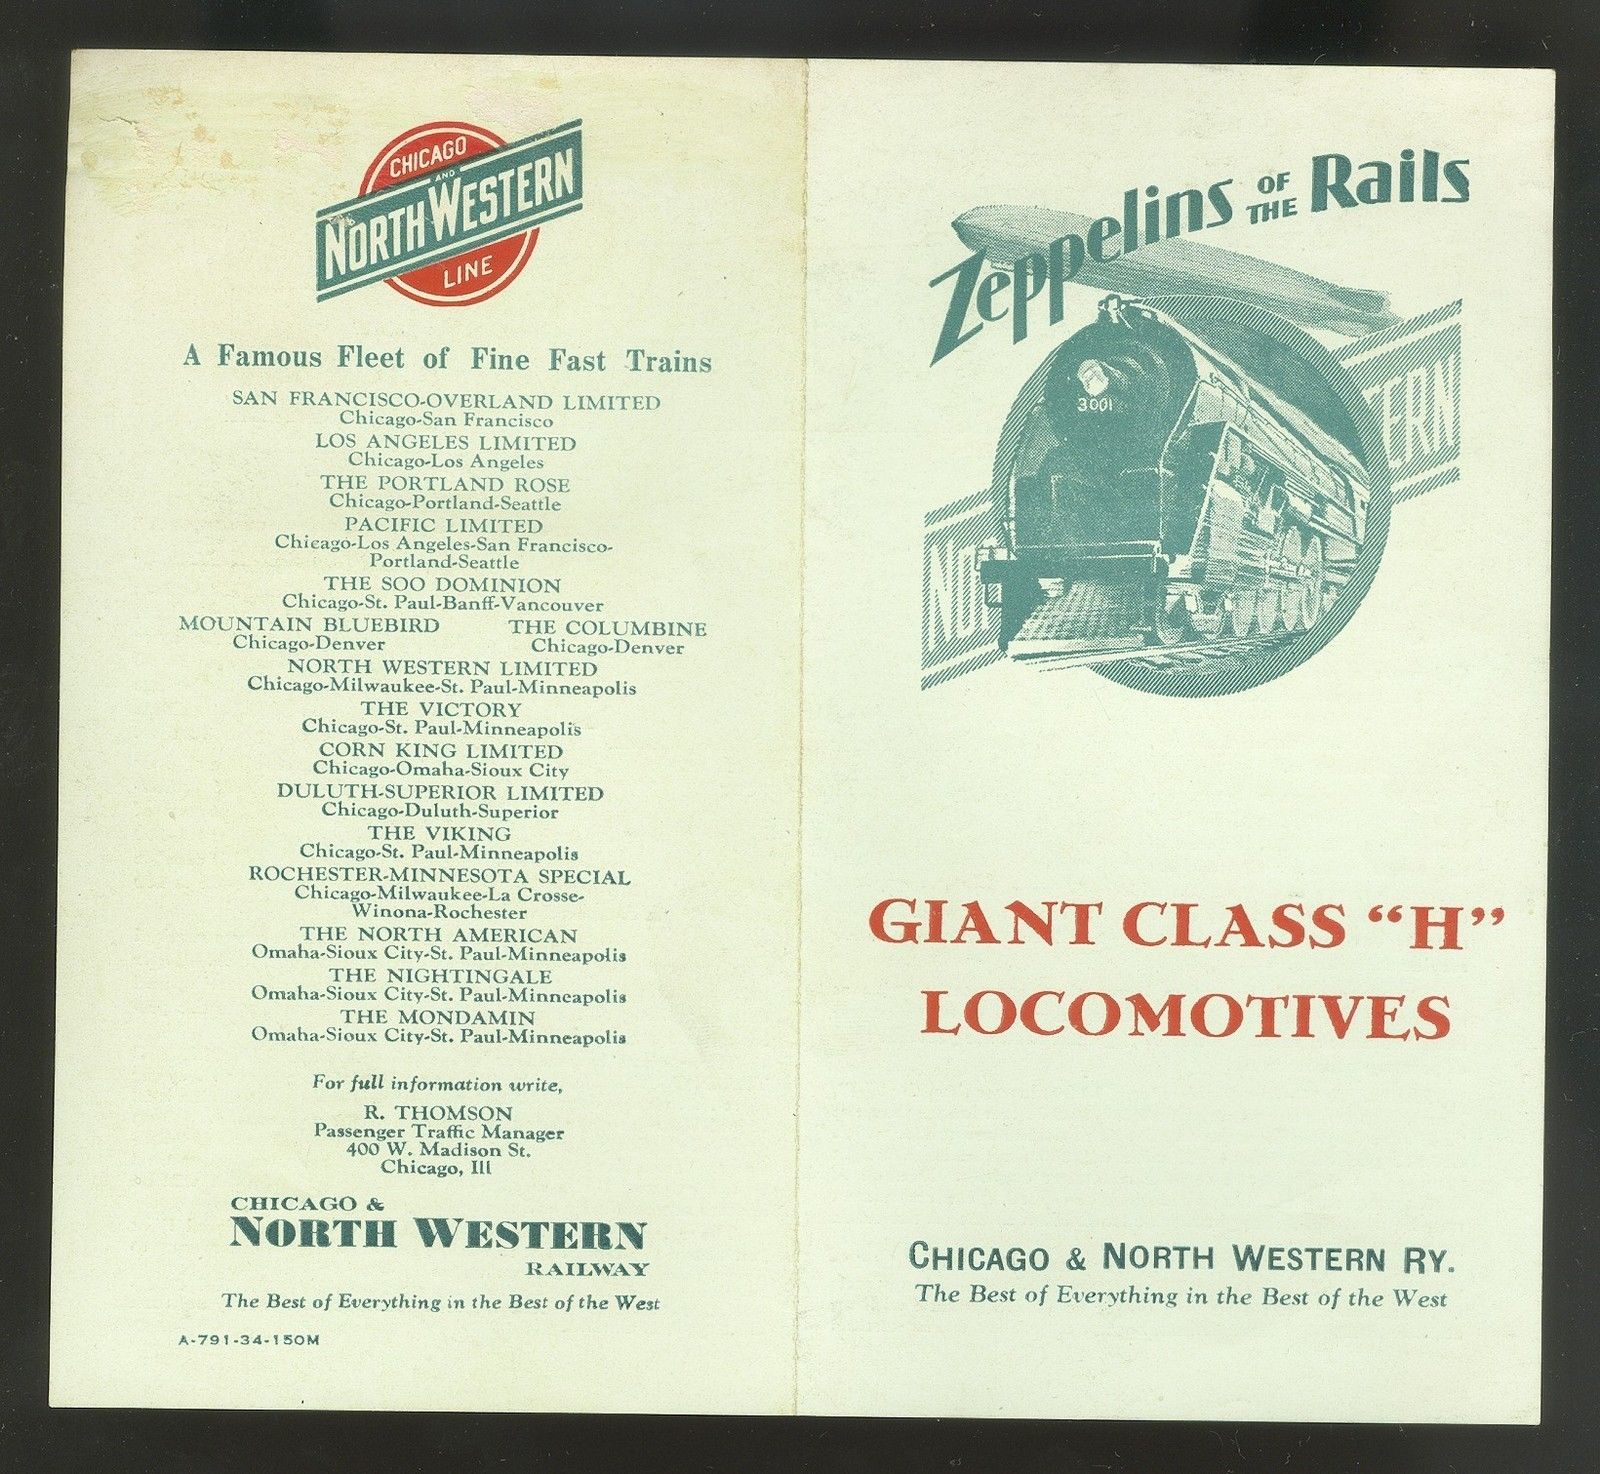 CHICAGO
AND
NORTH WESTERN
LINE
A Famous Fleet of Fine Fast Trains
SAN FRANCISCO-OVERLAND LIMITED
Chicago-San Francisco
LOS ANGELES LIMITED
Chicago-Los Angeles
THE PORTLAND ROSE
Chicago-Portland-Seattle
PACIFIC LIMITED
Chicago-Los Angeles-San Francisco-
Portland-Seattle
THE SOO DOMINION
Chicago-St. Paul-Banff-Vancouver
MOUNTAIN BLUEBIRD THE COLUMBINE
Chicago-Denver Chicago-Denver
NORTH WESTERN LIMITED
Chicago-Milwaukee-St. Paul-Minneapolis
THE VICTORY
Chicago-St. Paul-Minneapolis
CORN KING LIMITED
Chicago-Omaha-Sioux City
DULUTH-SUPERIOR LIMITED
Chicago-Duluth-Superior
THE VIKING
Chicago-St. Paul-Minneapolis
ROCHESTER-MINNESOTA SPECIAL
Chicago-Milwaukee-La Crosse-
Winona-Rochester
THE NORTH AMERICAN
Omaha-Sioux City-St. Paul-Minneapolis
THE NIGHTINGALE
Omaha-Sioux City-St. Paul-Minneapolis
THE MONDAMIN
Omaha-Sioux City-St. Paul-Minneapolis
For full information write,
R. THOMSON
Passenger Traffic Manager
400 W. Madison St.
Chicago, Ill
CHICAGO &
NORTH WESTERN
RAILWAY
The Best of Everything in the Best of the West
A-791-34-150M
Zeppelins OF THE Rails
3001
ERN
NO
GIANT CLASS “H”
LOCOMOTIVES
CHICAGO & NORTH WESTERN RY.
The Best of Everything in the Best of the West